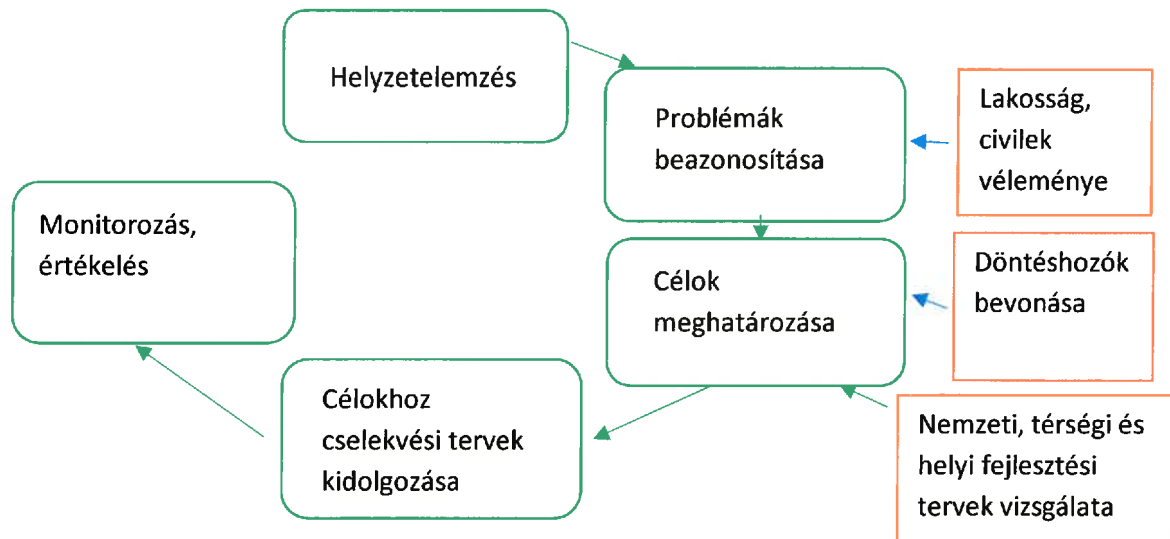 Helyzetelemzés
Problémák
beazonosítása
Lakosság,
civilek
véleménye
Monitorozás,
értékelés
Célok
meghatározása
Döntéshozók
bevonása
Célokhoz
cselekvési tervek
kidolgozása
Nemzeti, térségi és
helyi fejlesztési
tervek vizsgálata